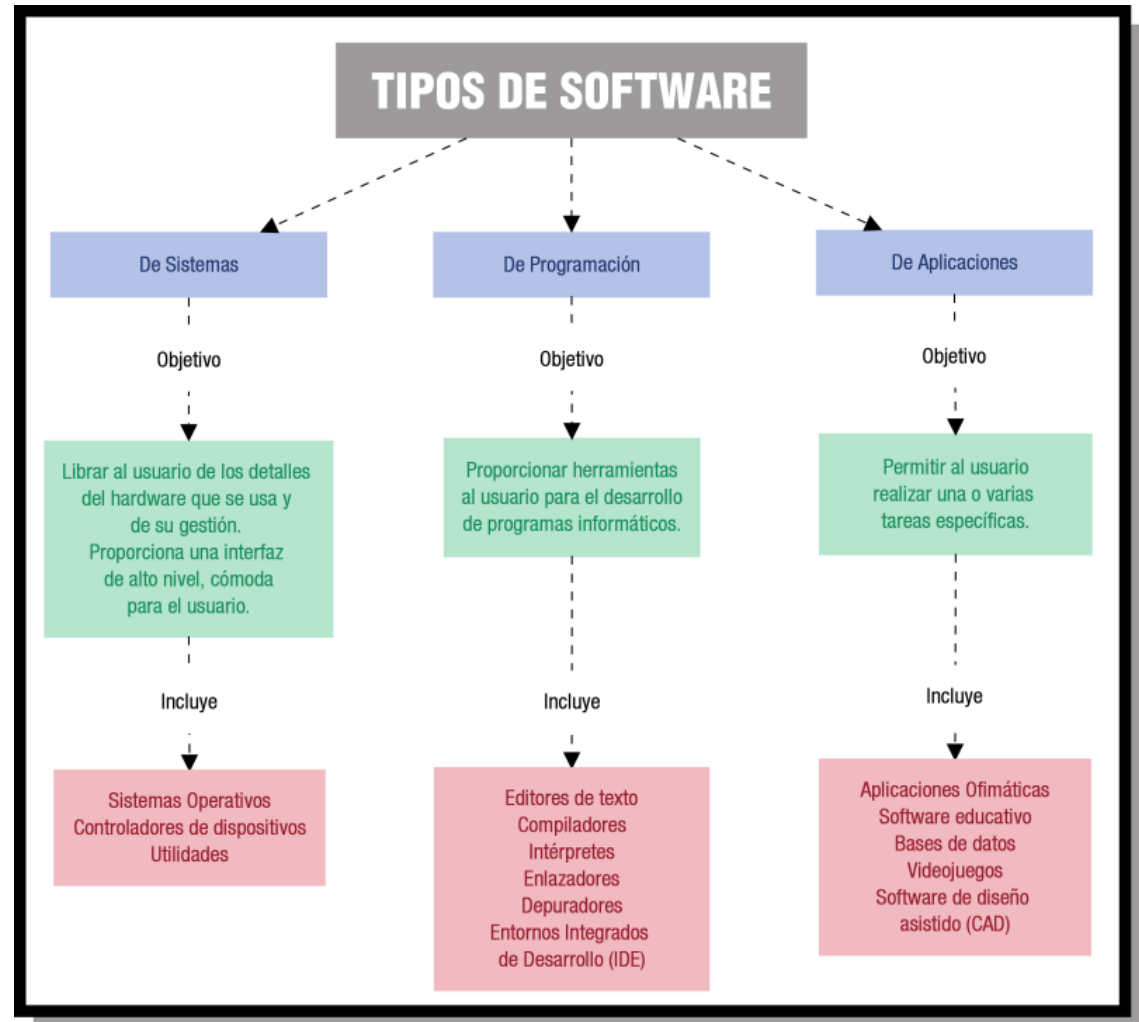 TIPOS DE SOFTWARE
De Sistemas
Objetivo
Librar al usuario de los detalles
del hardware que se usa y
de su gestión.
Proporciona una interfaz
de alto nivel, cómoda
para el usuario.
Incluye
Sistemas Operativos
Controladores de dispositivos
Utilidades
De Programación
Objetivo
Proporcionar herramientas
al usuario para el desarrollo
de programas informáticos.
Incluye
Editores de texto
Compiladores
Intérpretes
Enlazadores
Depuradores
Entornos Integrados
de Desarrollo (IDE)
De Aplicaciones
Objetivo
Permitir al usuario
realizar una o varias
tareas específicas.
Incluye
Aplicaciones Ofimáticas
Software educativo
Bases de datos
Videojuegos
Software de diseño
asistido (CAD)